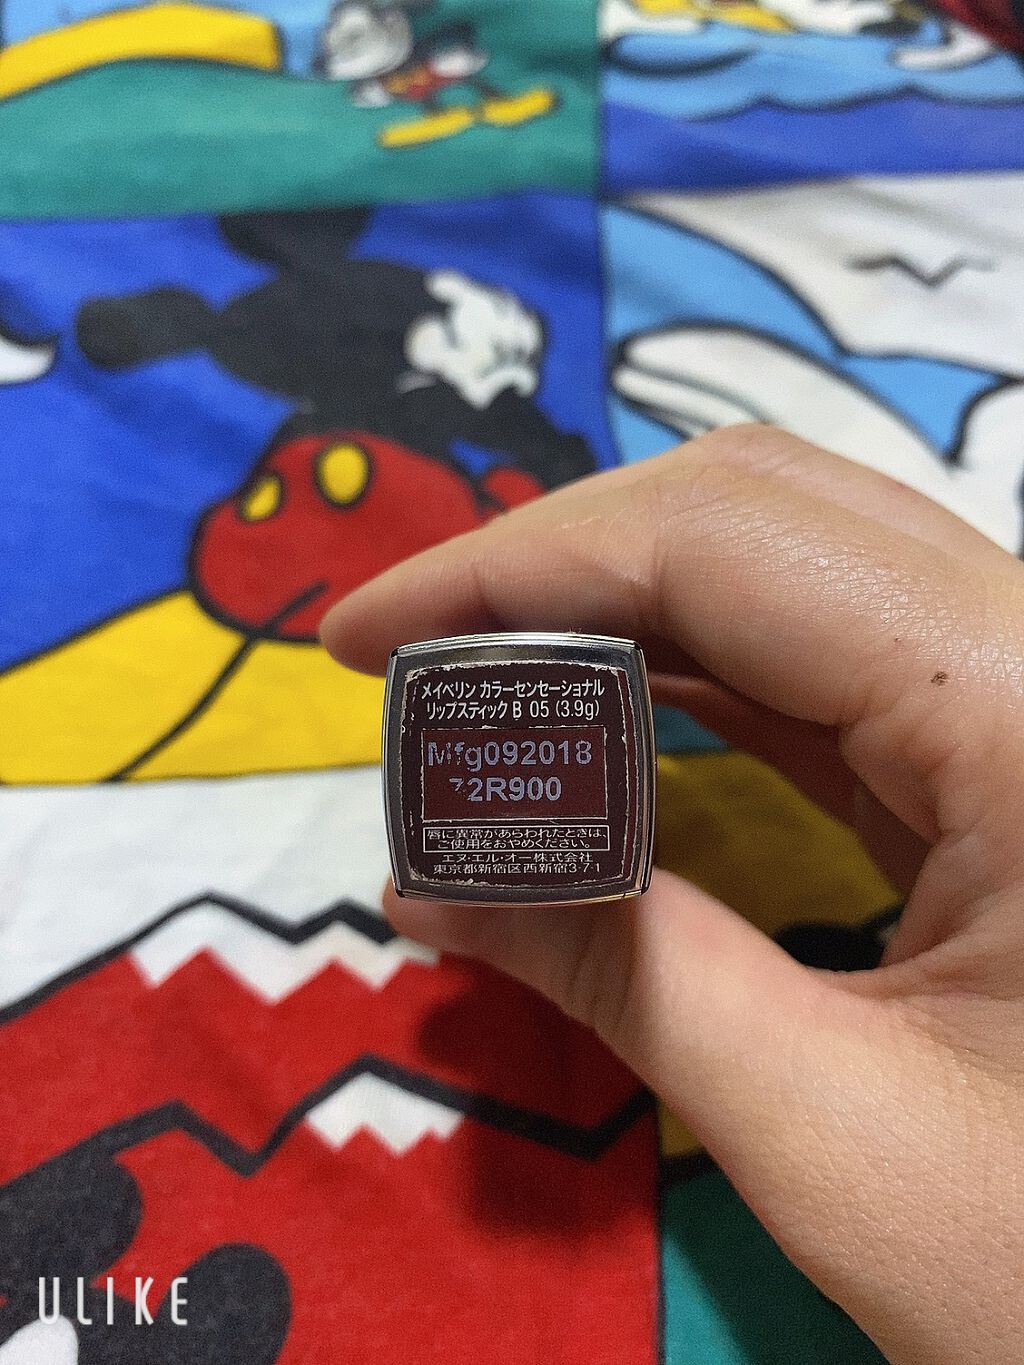 メイベリン カラーセンセーショナル
リップスティック B 05 (3.9g)
Mfg092018
72R900
唇に異常があらわれたときは、
ご使用をおやめください。
エヌ・エル・オー株式会社
東京都新宿区西新宿3-7-1
ULIKE